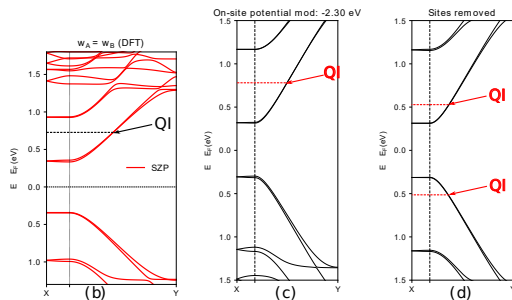 w_A = w_B (DFT)
1.5
1.0
0.5
0.0
0.5
1.0
E E_F (eV)
QI
SZP
X
Y
(b)
On-site potential mod: -2.30 eV
1.5
1.0
0.5
0.0
0.5
1.0
1.5
E E_F (eV)
QI
X
Y
(c)
Sites removed
1.5
1.0
0.5
0.0
0.5
1.0
1.5
E E_F (eV)
QI
QI
X
Y
(d)